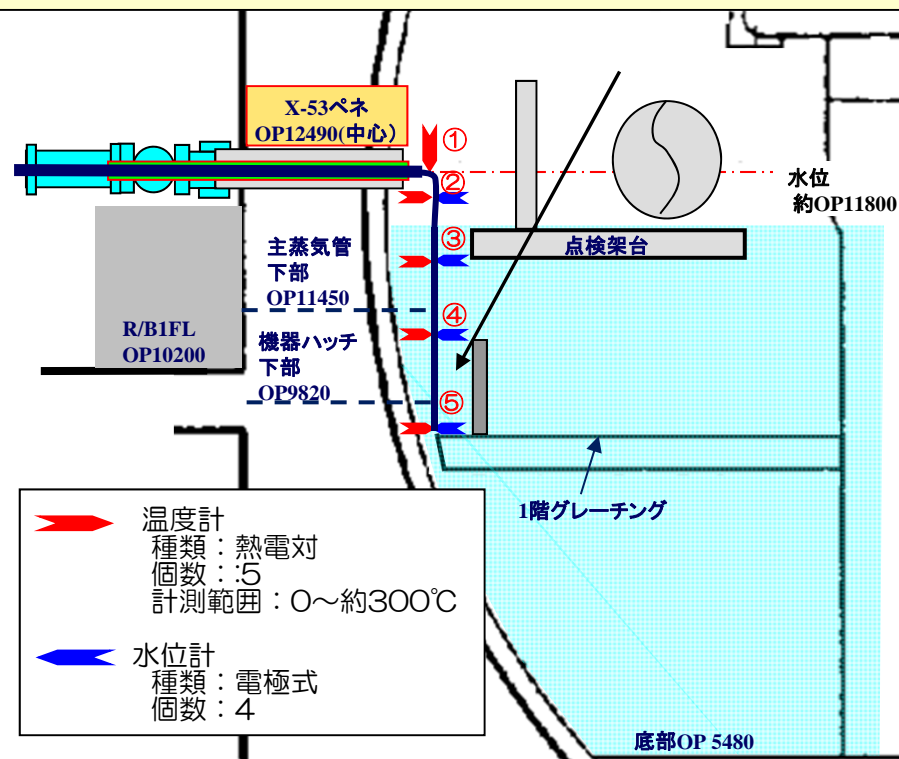 X-53ペネ
OP12490(中心）
①
②
水位
約OP11800
③
主蒸気管
下部
OP11450
点検架台
④
R/B1FL
OP10200
機器ハッチ
下部
OP9820
⑤
1階グレーチング
温度計
種類：熱電対
個数：:5
計測範囲：0～約300℃
水位計
種類：電極式
個数：4
底部OP 5480